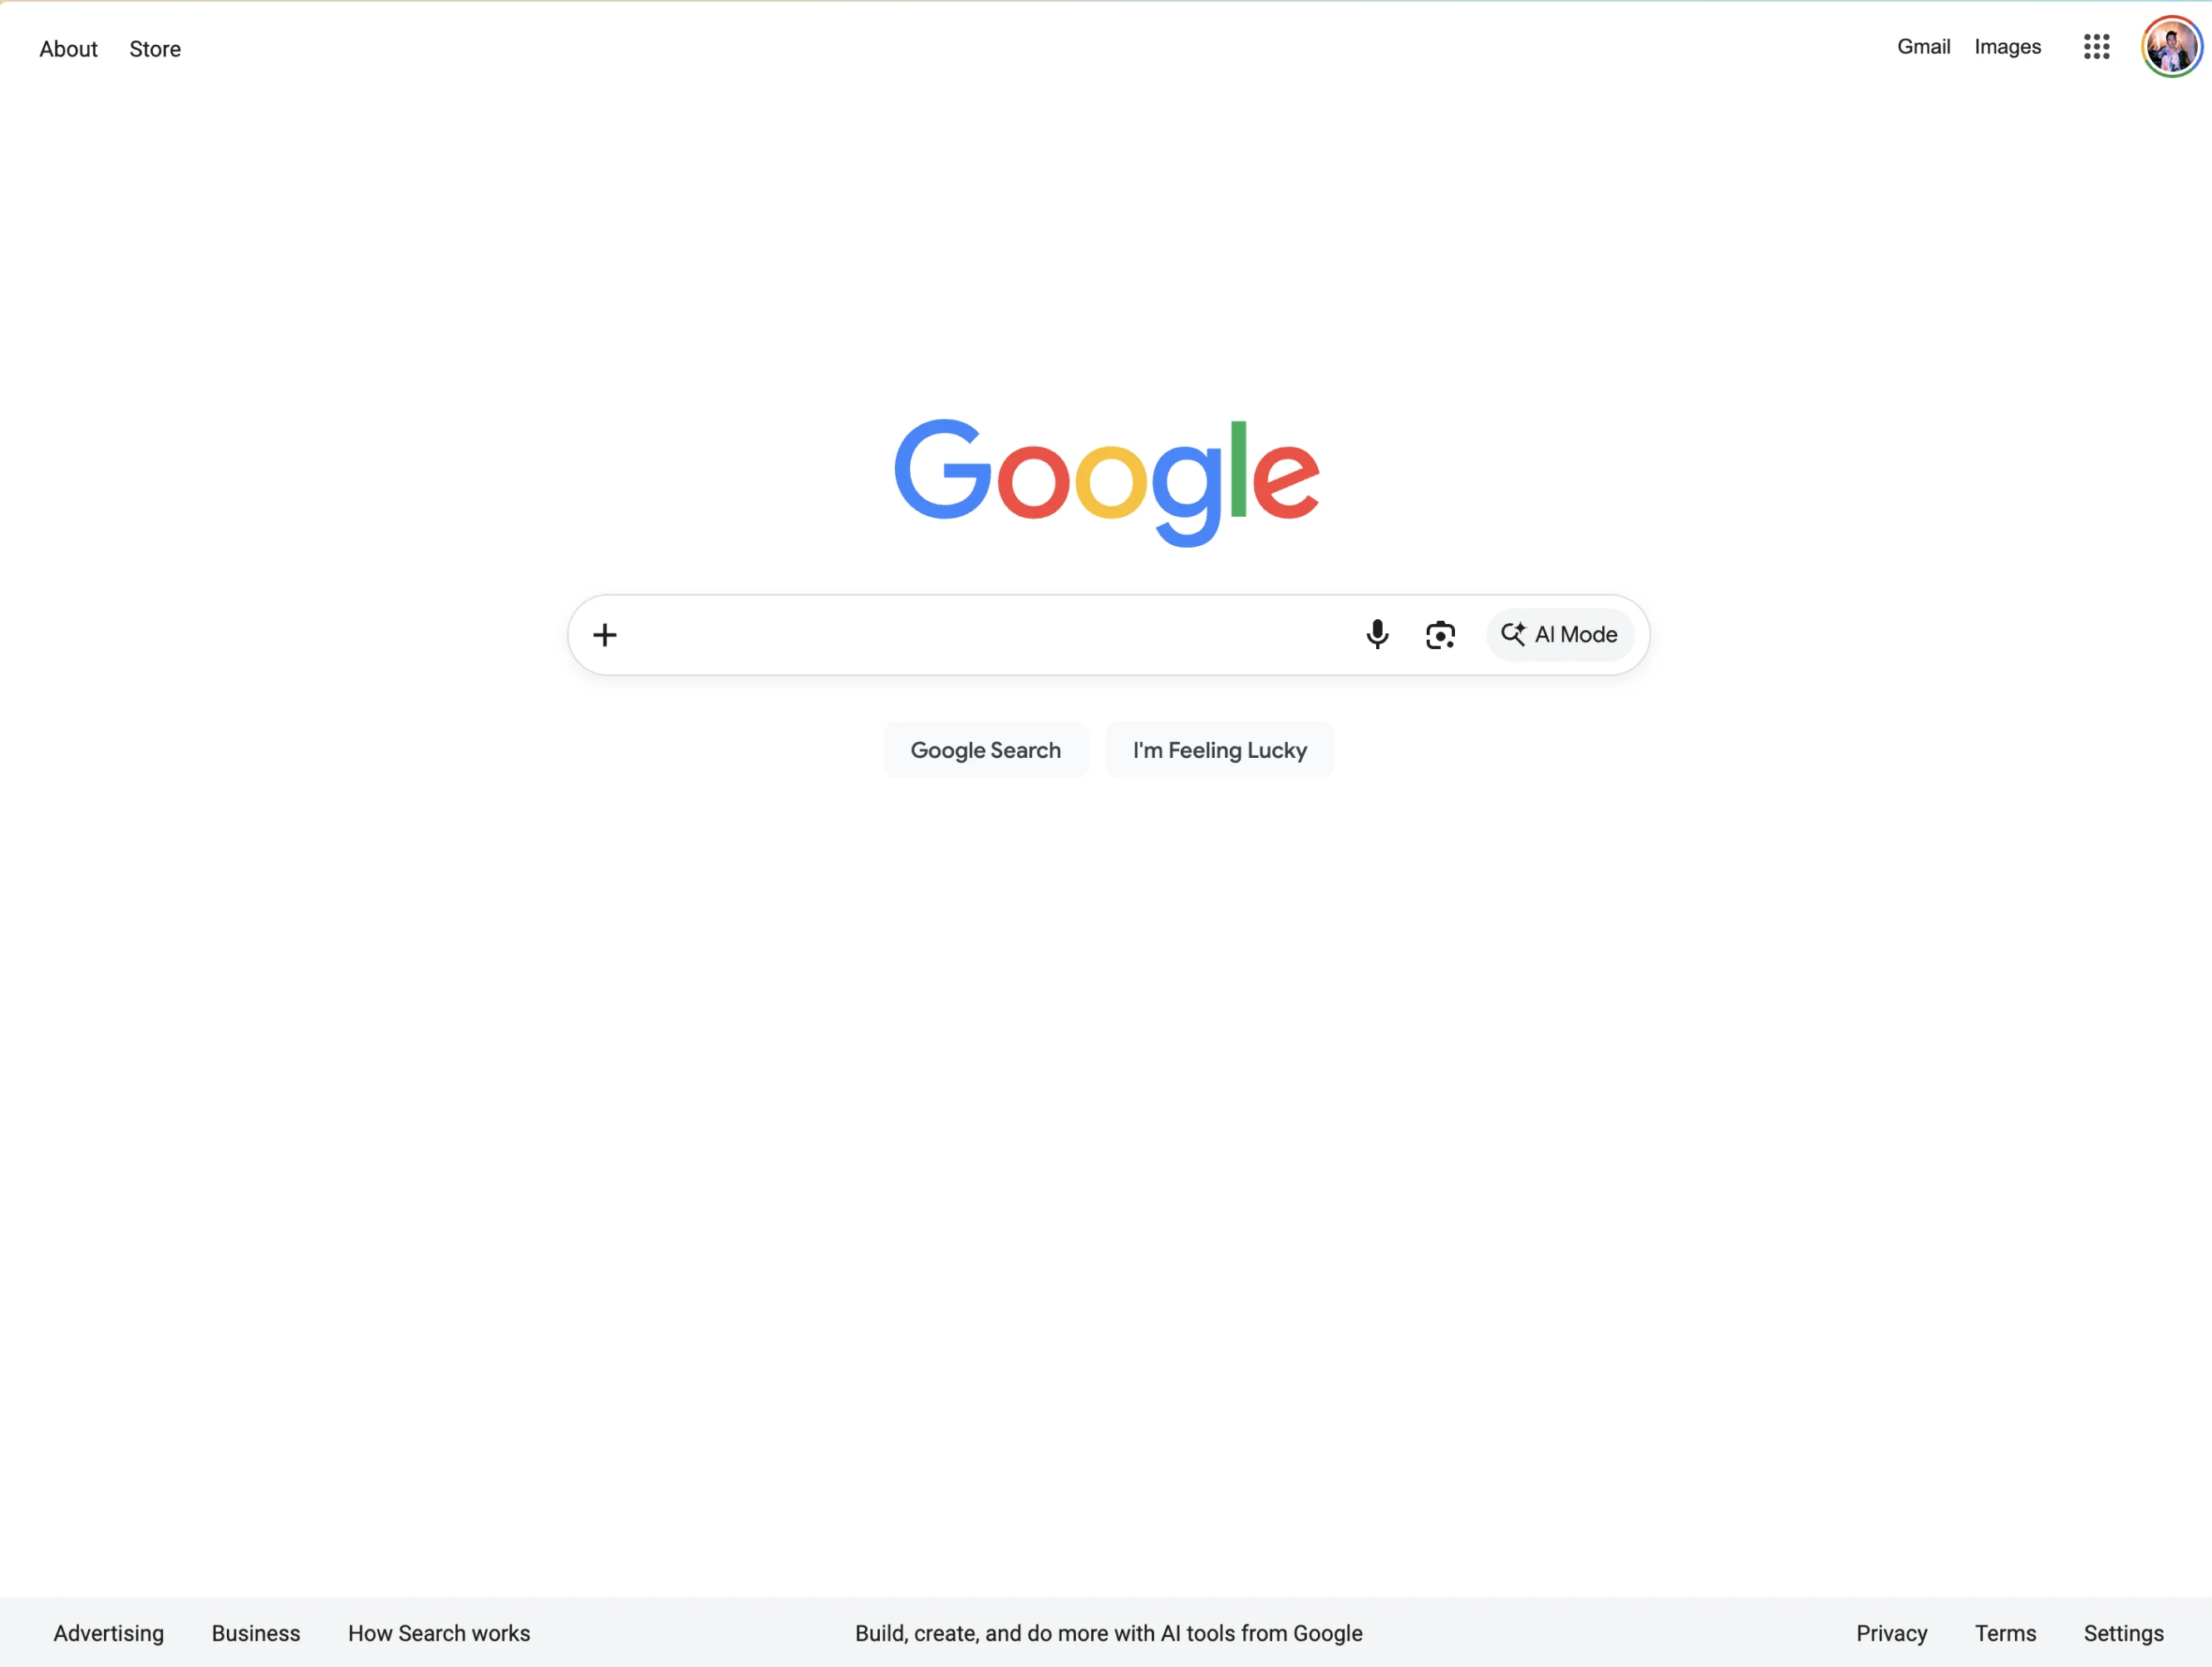 About Store Gmail Images
Google
AI Mode
Google Search I'm Feeling Lucky
Advertising Business How Search works Build, create, and do more with AI tools from Google Privacy Terms Settings